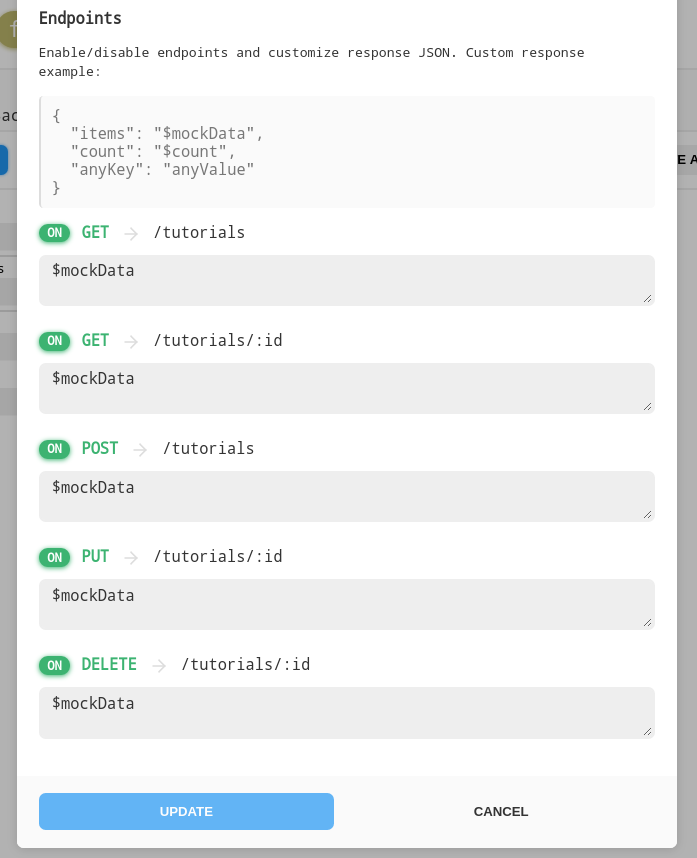 Endpoints
Enable/disable endpoints and customize response JSON. Custom response
example:
{
"items": "$mockData",
"count": "$count",
"anyKey": "anyValue"
}
ON GET → /tutorials
$mockData
ON GET → /tutorials/:id
$mockData
ON POST → /tutorials
$mockData
ON PUT → /tutorials/:id
$mockData
ON DELETE → /tutorials/:id
$mockData
UPDATE CANCEL